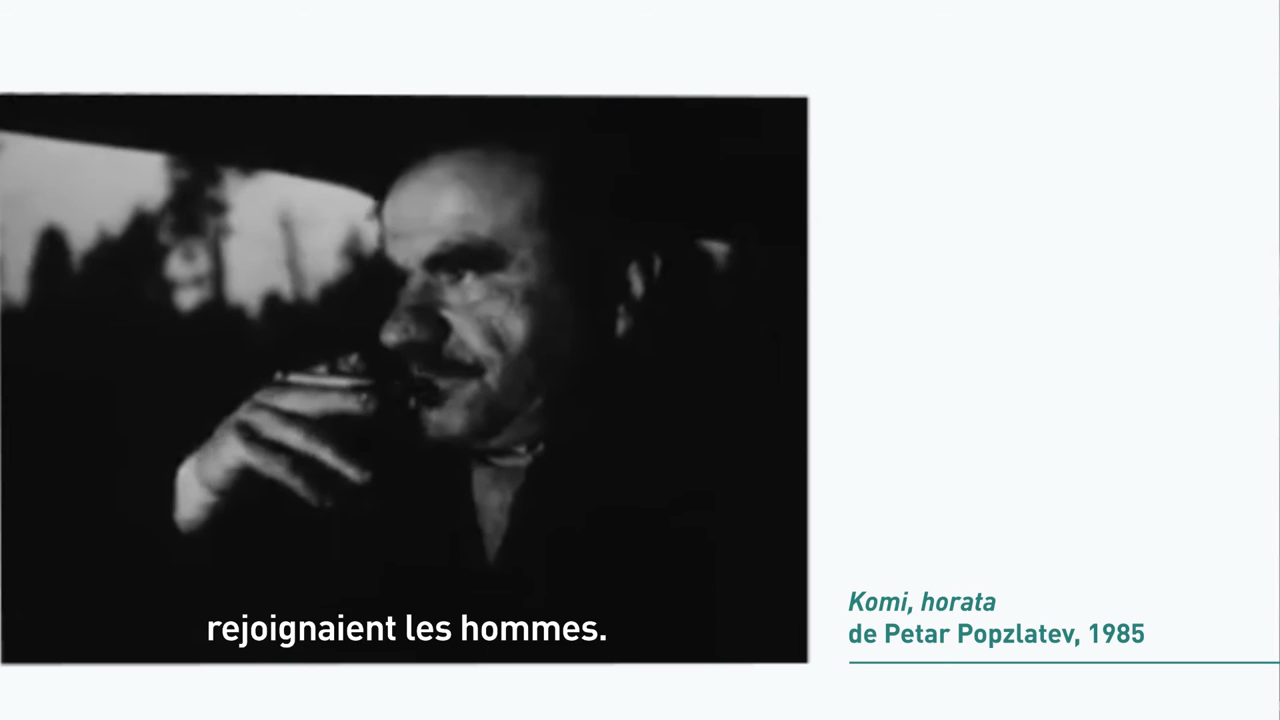 rejoignaient les hommes.
Komi, horata
de Petar Popzlatev, 1985